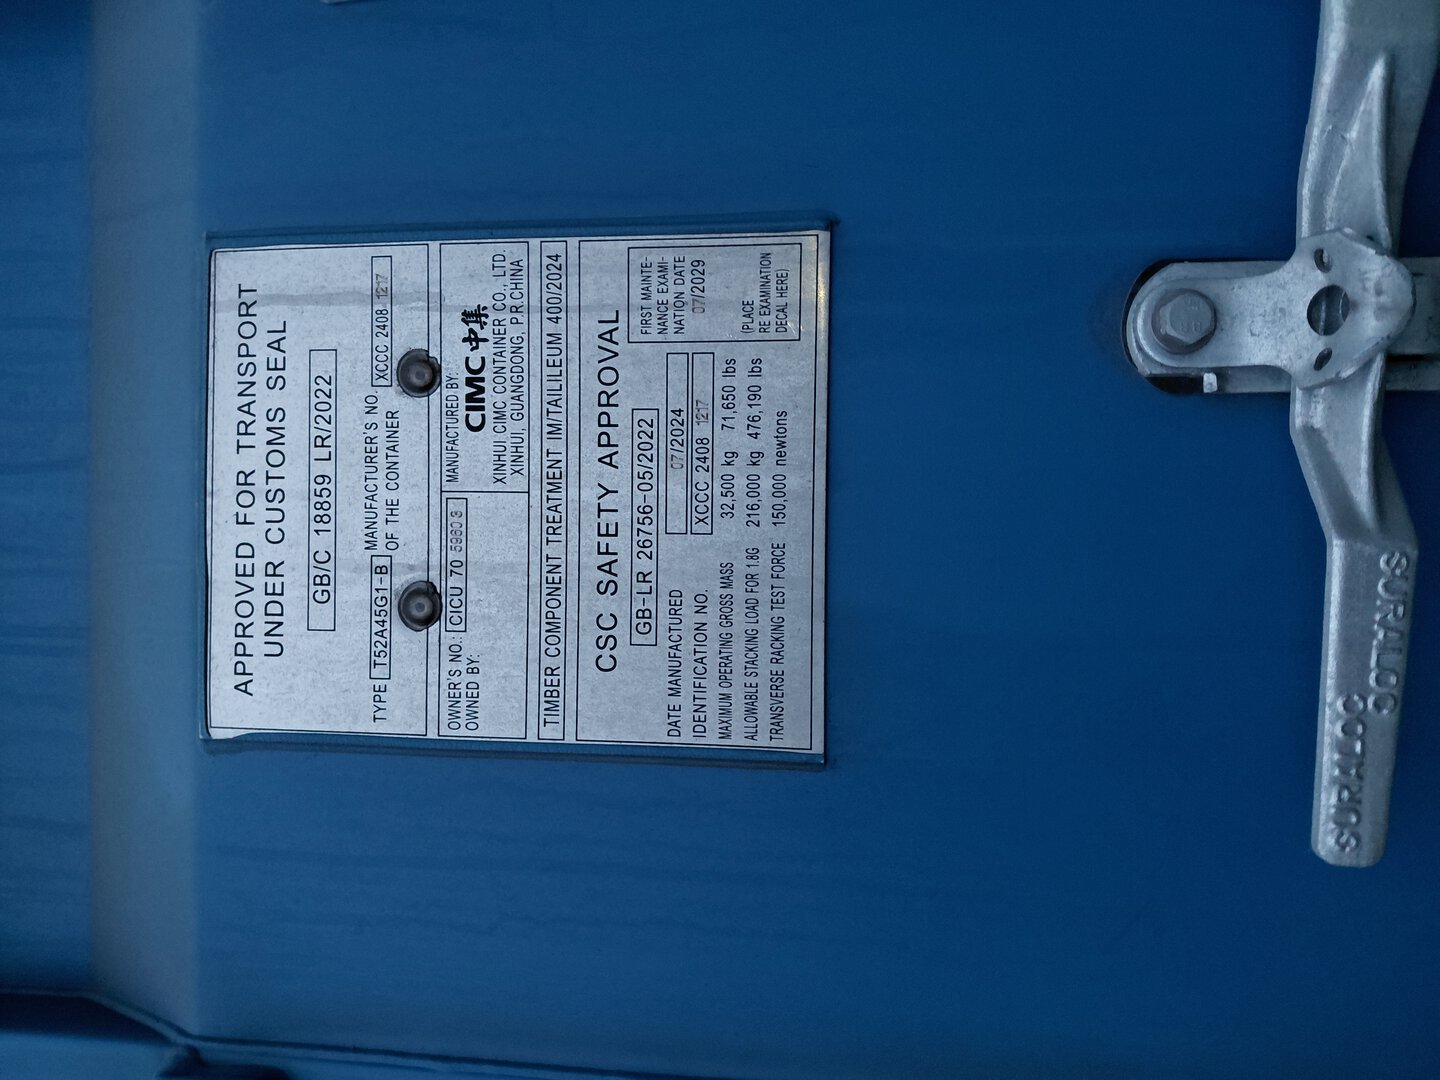 APPROVED FOR TRANSPORT
UNDER CUSTOMS SEAL
GB/C 18859 LR/2022
TYPE T52A45G1-B MANUFACTURER'S NO.
OF THE CONTAINER XCCC 2408 1217
OWNER'S NO.: CICU 70 59603
OWNED BY:
MANUFACTURED BY:
CIMC 中集
XINHUI CIMC CONTAINER CO., LTD.
XINHUI, GUANGDONG, P.R.CHINA
TIMBER COMPONENT TREATMENT IM/TAILILEUM 400/2024
CSC SAFETY APPROVAL
GB-LR 26756-05/2022
DATE MANUFACTURED 07/2024
IDENTIFICATION NO. XCCC 2408 1217
MAXIMUM OPERATING GROSS MASS 32,500 kg 71,650 lbs
ALLOWABLE STACKING LOAD FOR 1.8G 216,000 kg 476,190 lbs
TRANSVERSE RACKING TEST FORCE 150,000 newtons
FIRST MAINTE-
NANCE EXAMI-
NATION DATE
07/2029
(PLACE
RE EXAMINATION
DECAL HERE)
SURALOC
SURALOC